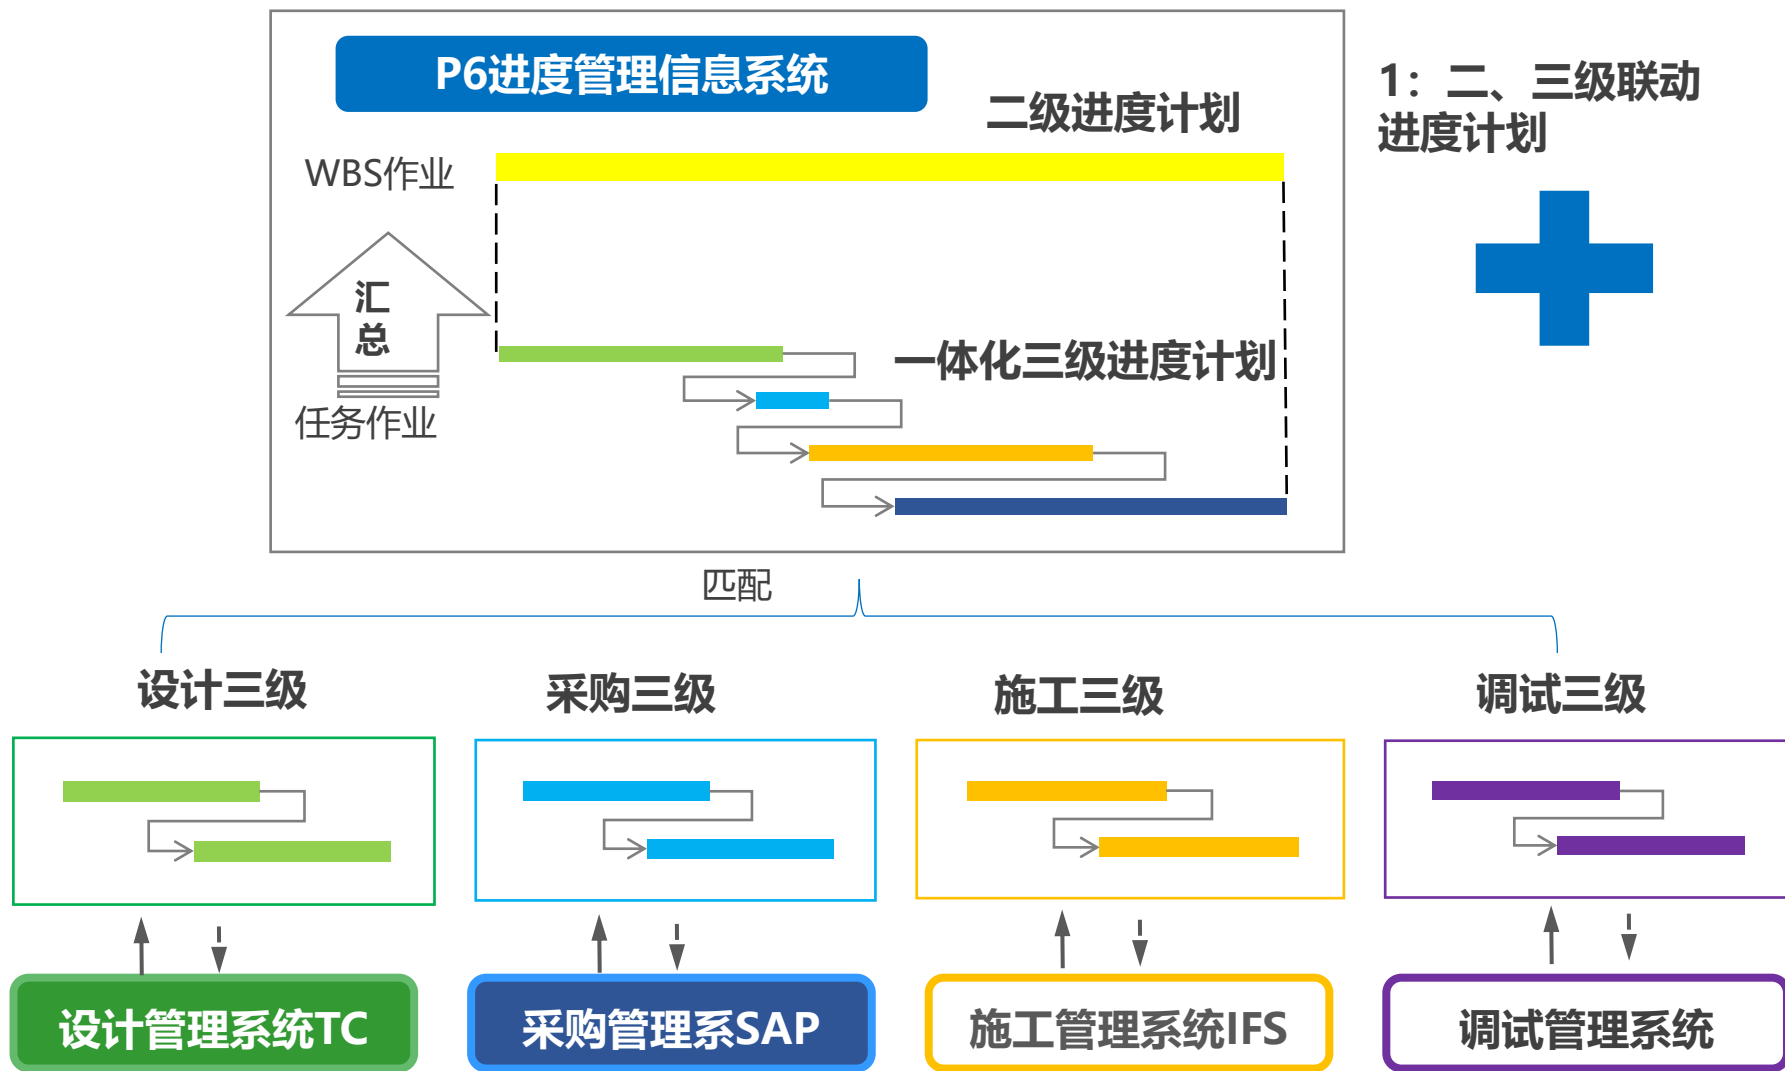 P6进度管理信息系统
1：二、三级联动
进度计划
二级进度计划
WBS作业
汇
总
一体化三级进度计划
任务作业
匹配
设计三级
采购三级
施工三级
调试三级
设计管理系统TC
采购管理系SAP
施工管理系统IFS
调试管理系统